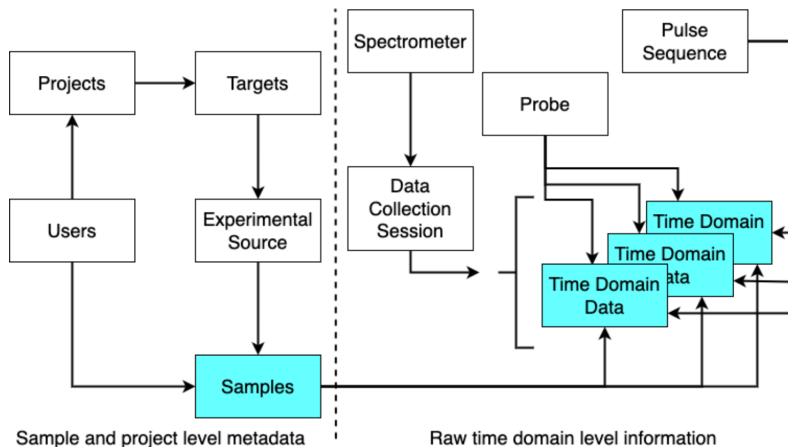 Spectrometer
Pulse
Sequence
Projects
Targets
Probe
Data
Collection
Session
Users
Experimental
Source
Time Domain
Time Domain
Data
Time Domain
Data
Samples
Sample and project level metadata
Raw time domain level information